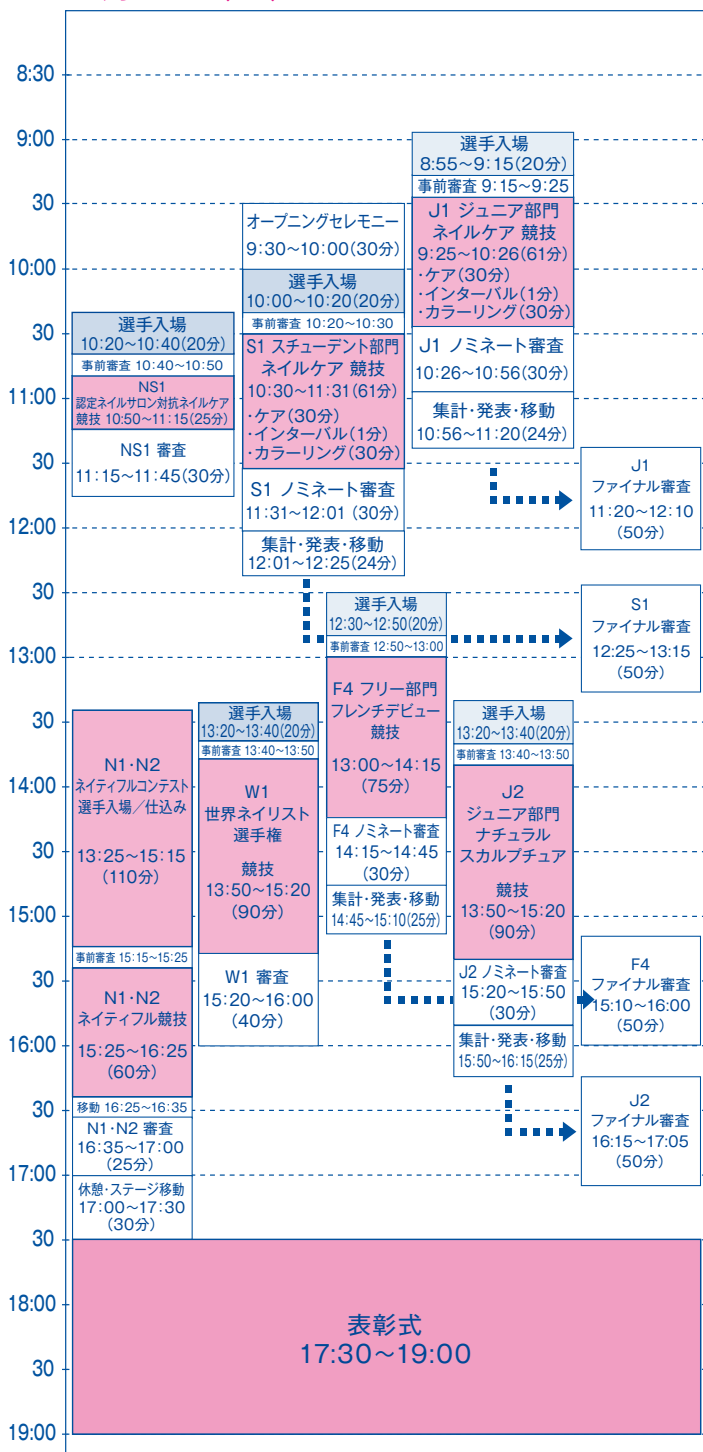 8:30
9:00
30
10:00
30
11:00
30
12:00
30
13:00
30
14:00
30
15:00
30
16:00
30
17:00
30
18:00
30
19:00
選手入場
8:55～9:15(20分)
事前審査 9:15～9:25
J1 ジュニア部門
ネイルケア 競技
9:25～10:26(61分)
・ケア(30分)
・インターバル(1分)
・カラーリング(30分)
J1 ノミネート審査
10:26～10:56(30分)
集計・発表・移動
10:56～11:20(24分)
J1
ファイナル審査
11:20～12:10
(50分)
オープニングセレモニー
9:30～10:00(30分)
選手入場
10:00～10:20(20分)
事前審査 10:20～10:30
S1 スチューデント部門
ネイルケア 競技
10:30～11:31(61分)
・ケア(30分)
・インターバル(1分)
・カラーリング(30分)
S1 ノミネート審査
11:31～12:01 (30分)
集計・発表・移動
12:01～12:25(24分)
S1
ファイナル審査
12:25～13:15
(50分)
選手入場
10:20～10:40(20分)
事前審査 10:40～10:50
NS1
認定ネイルサロン対抗ネイルケア
競技 10:50～11:15(25分)
NS1 審査
11:15～11:45(30分)
選手入場
12:30～12:50(20分)
事前審査 12:50～13:00
F4 フリー部門
フレンチデビュー
競技
13:00～14:15
(75分)
F4 ノミネート審査
14:15～14:45
(30分)
集計・発表・移動
14:45～15:10(25分)
F4
ファイナル審査
15:10～16:00
(50分)
N1・N2
ネイティフルコンテスト
選手入場／仕込み
13:25～15:15
(110分)
事前審査 15:15～15:25
N1・N2
ネイティフル競技
15:25～16:25
(60分)
移動 16:25～16:35
N1・N2 審査
16:35～17:00
(25分)
休憩・ステージ移動
17:00～17:30
(30分)
選手入場
13:20～13:40(20分)
事前審査 13:40～13:50
W1
世界ネイリスト
選手権
競技
13:50～15:20
(90分)
W1 審査
15:20～16:00
(40分)
選手入場
13:20～13:40(20分)
事前審査 13:40～13:50
J2
ジュニア部門
ナチュラル
スカルプチュア
競技
13:50～15:20
(90分)
J2 ノミネート審査
15:20～15:50
(30分)
集計・発表・移動
15:50～16:15(25分)
J2
ファイナル審査
16:15～17:05
(50分)
表彰式
17:30～19:00